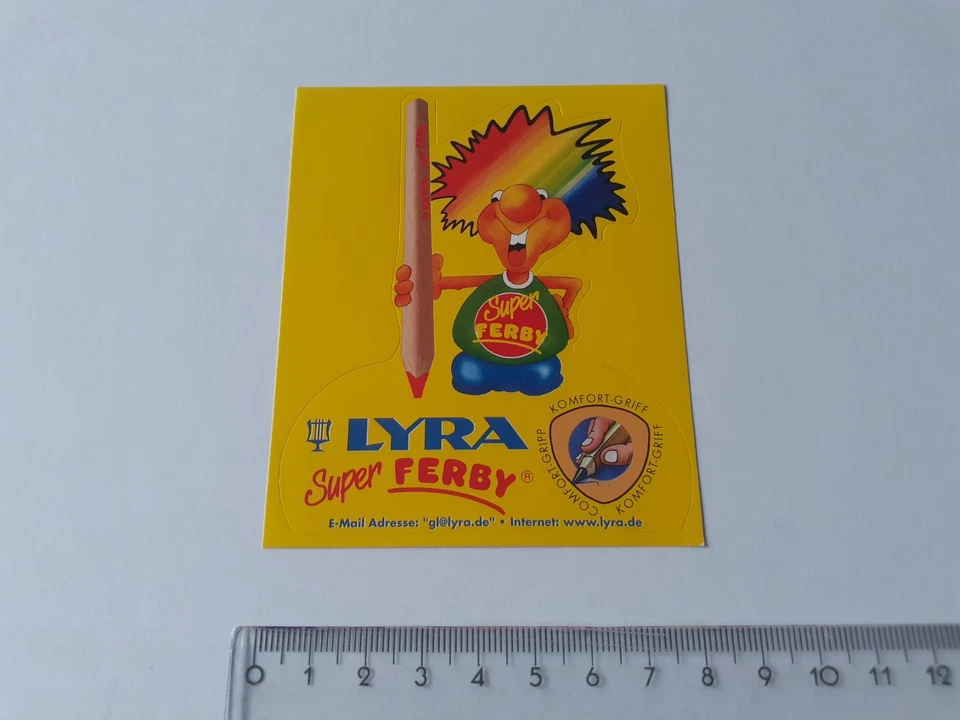 Super
FERBY
LYRA
Super FERBY ®
KOMFORT-GRIFF
KOMFORT-GRIFF
COMFORT-GRIPP
E-Mail Adresse: "gl@lyra.de" • Internet: www.lyra.de
0 1 2 3 4 5 6 7 8 9 10 11 12